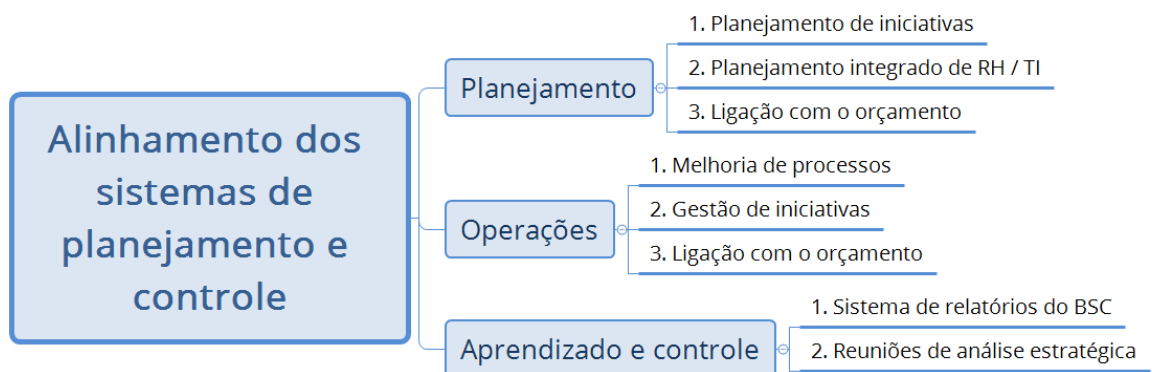 Alinhamento dos
sistemas de
planejamento e
controle
Planejamento
1. Planejamento de iniciativas
2. Planejamento integrado de RH / TI
3. Ligação com o orçamento
Operações
1. Melhoria de processos
2. Gestão de iniciativas
3. Ligação com o orçamento
Aprendizado e controle
1. Sistema de relatórios do BSC
2. Reuniões de análise estratégica